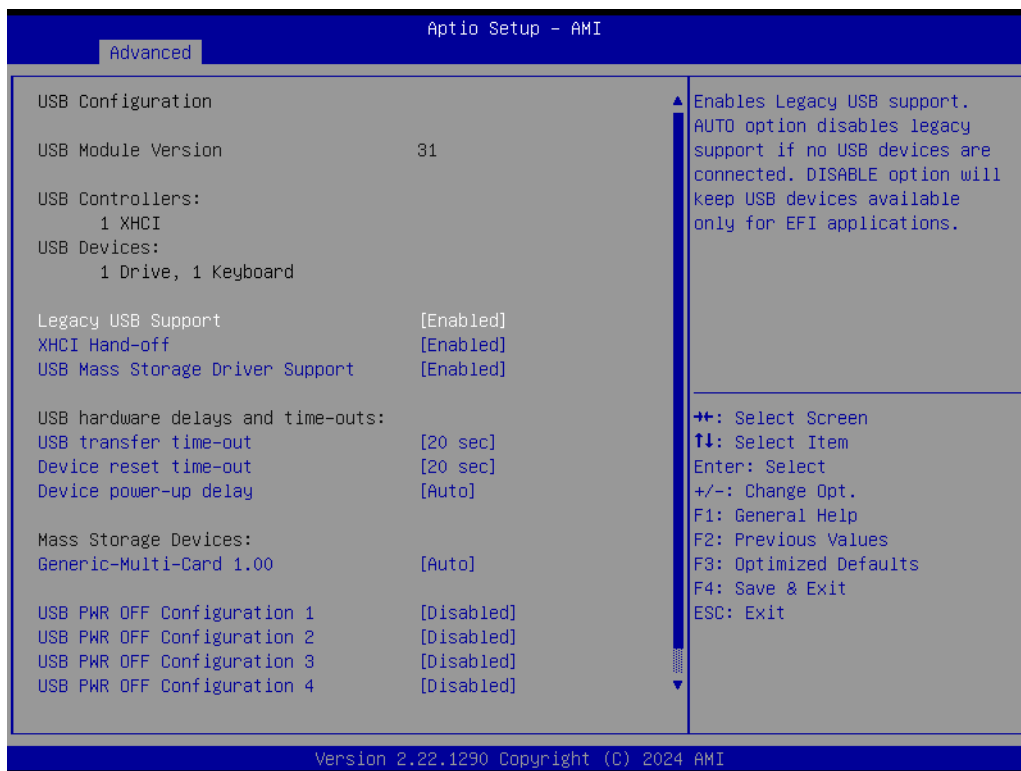 Aptio Setup – AMI
Advanced
USB Configuration
USB Module Version 31
USB Controllers:
1 XHCI
USB Devices:
1 Drive, 1 Keyboard
Legacy USB Support [Enabled]
XHCI Hand-off [Enabled]
USB Mass Storage Driver Support [Enabled]
USB hardware delays and time-outs:
USB transfer time-out [20 sec]
Device reset time-out [20 sec]
Device power-up delay [Auto]
Mass Storage Devices:
Generic-Multi-Card 1.00 [Auto]
USB PWR OFF Configuration 1 [Disabled]
USB PWR OFF Configuration 2 [Disabled]
USB PWR OFF Configuration 3 [Disabled]
USB PWR OFF Configuration 4 [Disabled]
Enables Legacy USB support.
AUTO option disables legacy
support if no USB devices are
connected. DISABLE option will
keep USB devices available
only for EFI applications.
→←: Select Screen
↑↓: Select Item
Enter: Select
+/-: Change Opt.
F1: General Help
F2: Previous Values
F3: Optimized Defaults
F4: Save & Exit
ESC: Exit
Version 2.22.1290 Copyright (C) 2024 AMI